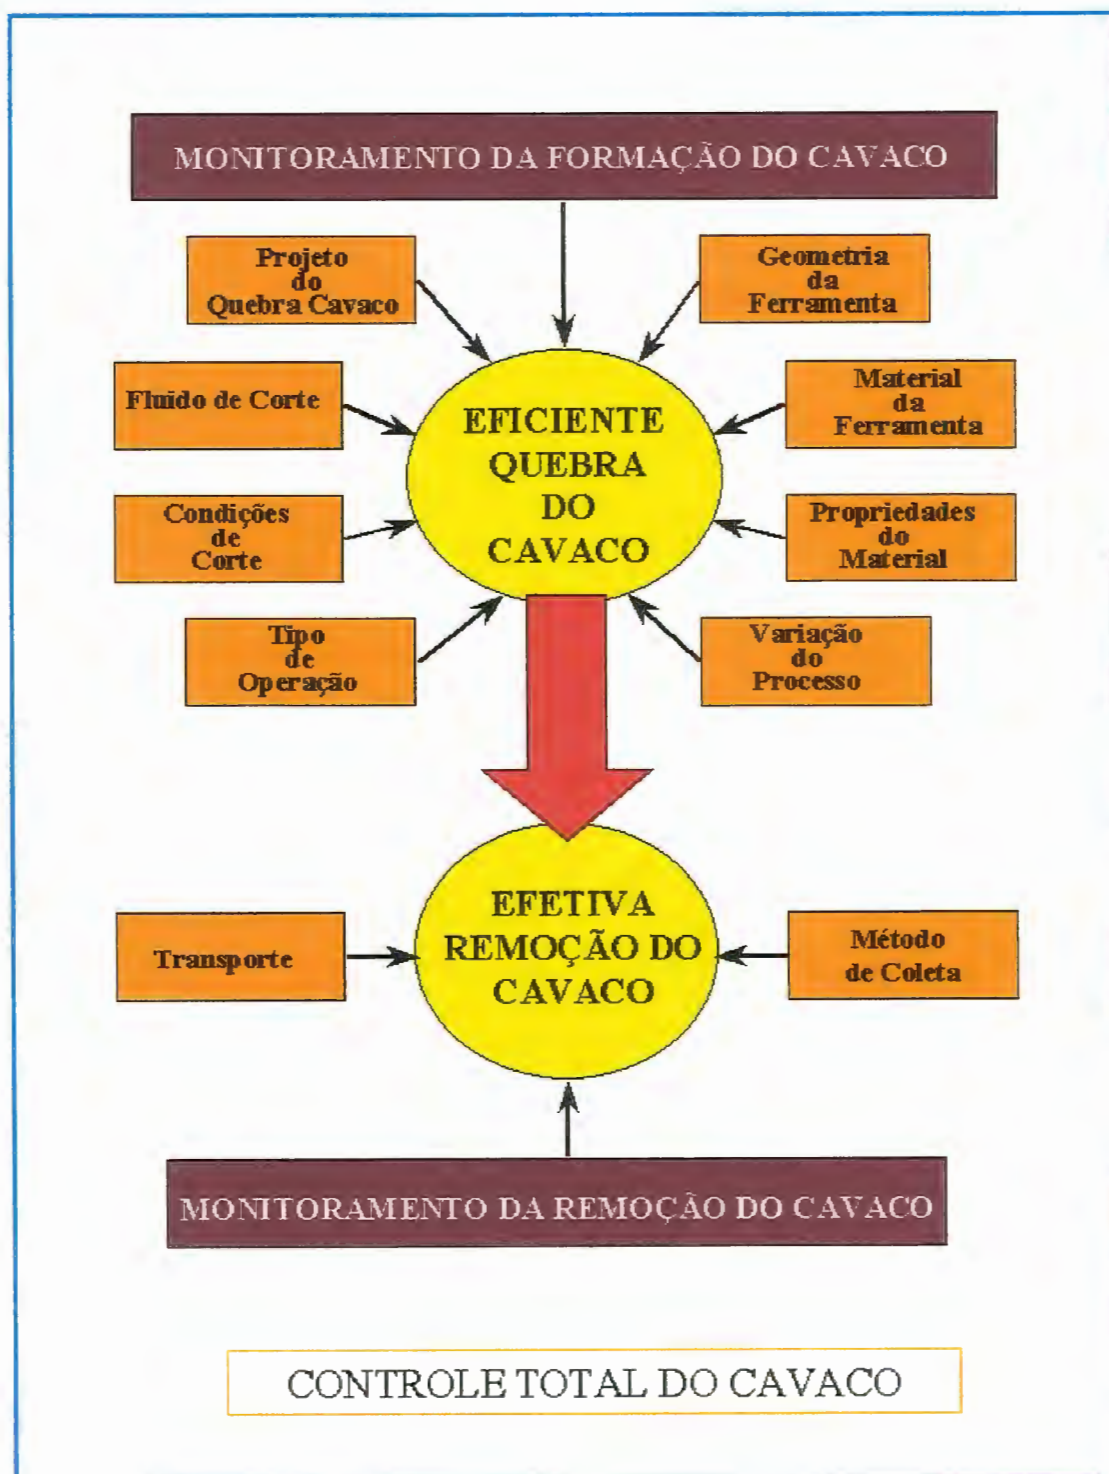 MONITORAMENTO DA FORMAÇÃO DO CAVACO
Projeto
do
Quebra Cavaco
Geometria
da
Ferramenta
Fluido de Corte
Material
da
Ferramenta
EFICIENTE
QUEBRA
DO
CAVACO
Condições
de
Corte
Propriedades
do
Material
Tipo
de
Operação
Variação
do
Processo
Transporte
EFETIVA
REMOÇÃO DO
CAVACO
Método
de Coleta
MONITORAMENTO DA REMOÇÃO DO CAVACO
CONTROLE TOTAL DO CAVACO